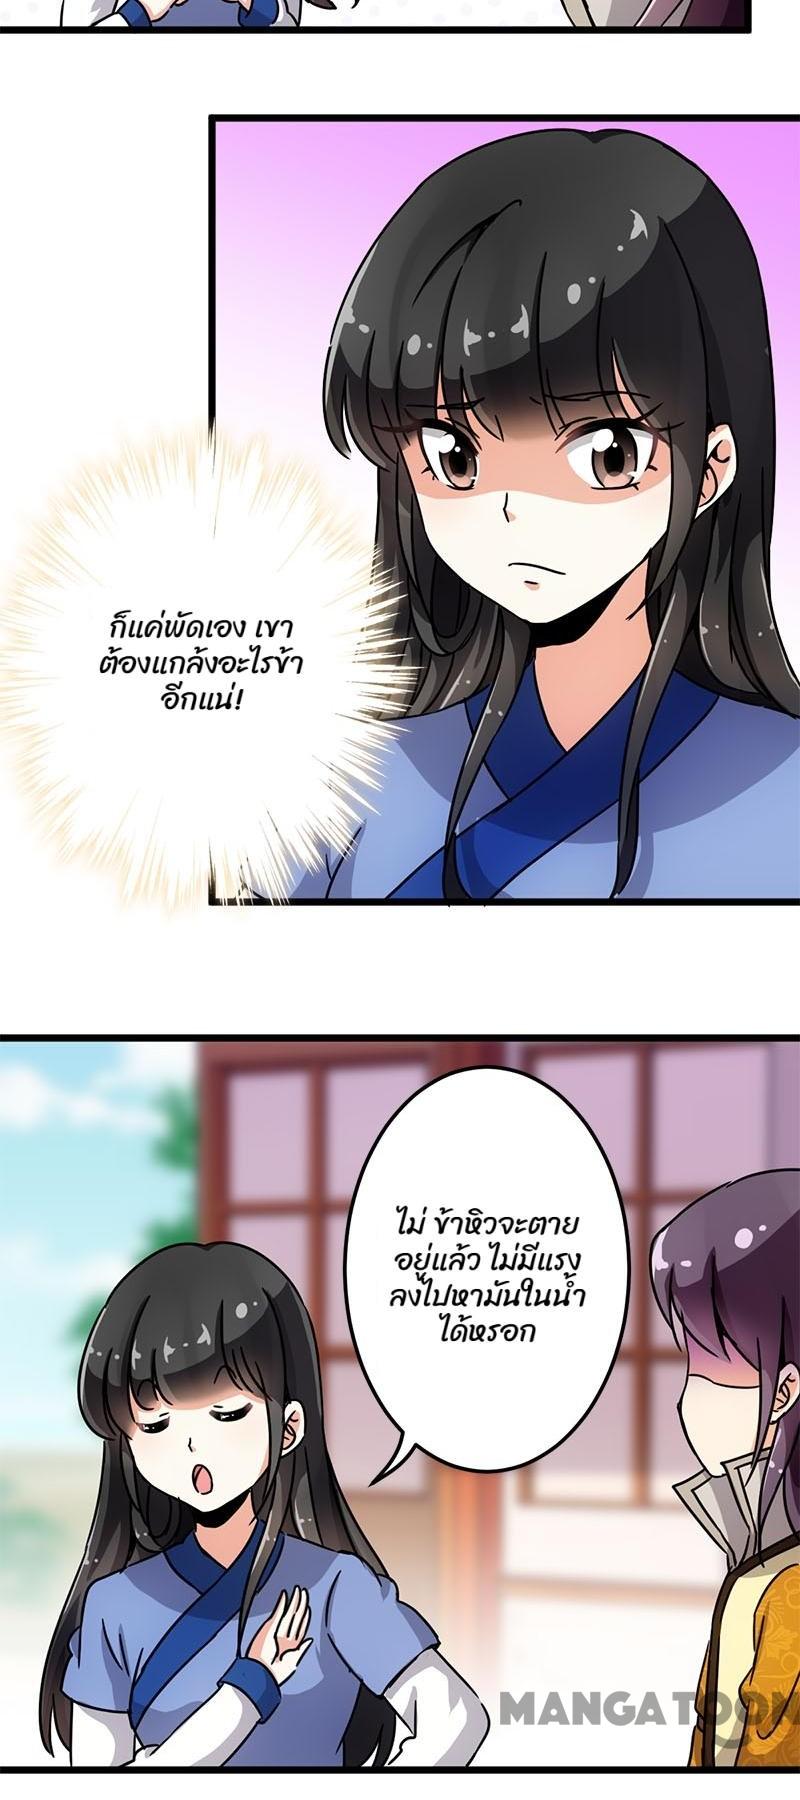 ก็แค่พัดเอง เขา
ต้องแกล้งอะไรข้า
อีกแน่!
ไม่ ข้าหิวจะตาย
อยู่แล้ว ไม่มีแรง
ลงไปหามันในน้ำ
ได้หรอก
MANGATOON